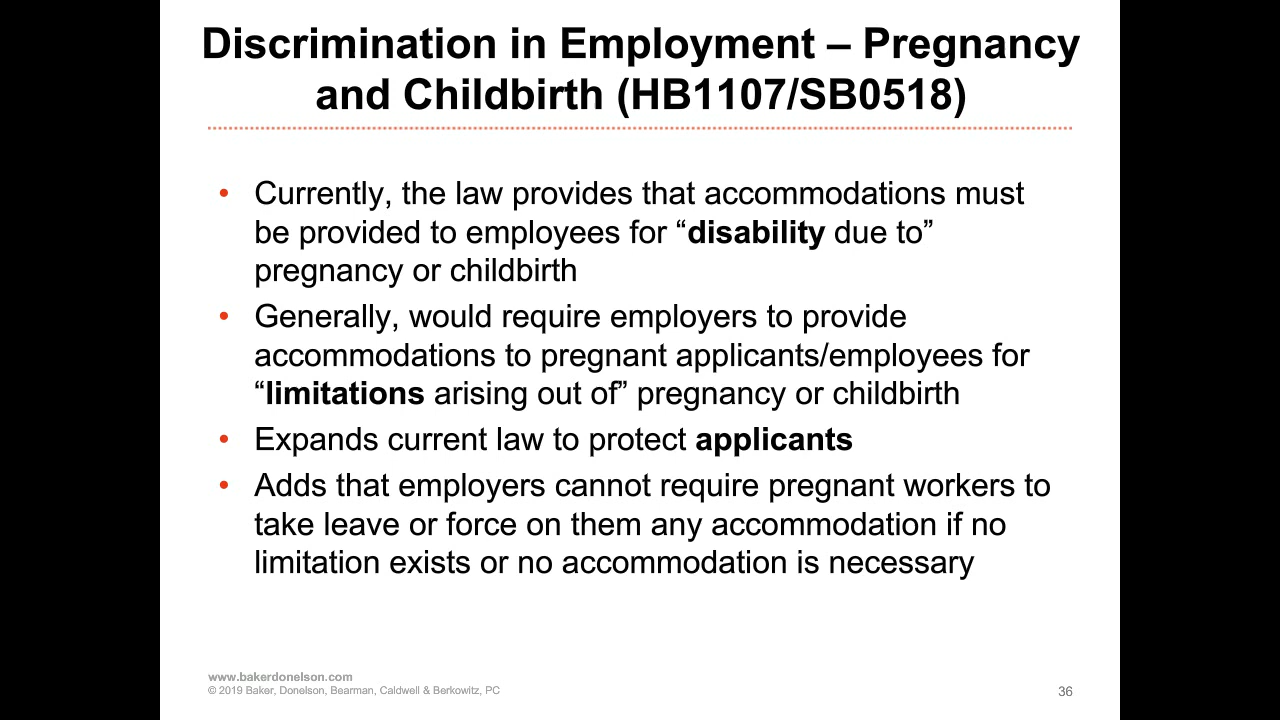 Discrimination in Employment – Pregnancy
and Childbirth (HB1107/SB0518)
• Currently, the law provides that accommodations must
be provided to employees for “disability due to”
pregnancy or childbirth
• Generally, would require employers to provide
accommodations to pregnant applicants/employees for
“limitations arising out of” pregnancy or childbirth
• Expands current law to protect applicants
• Adds that employers cannot require pregnant workers to
take leave or force on them any accommodation if no
limitation exists or no accommodation is necessary
www.bakerdonelson.com
© 2019 Baker, Donelson, Bearman, Caldwell & Berkowitz, PC
36